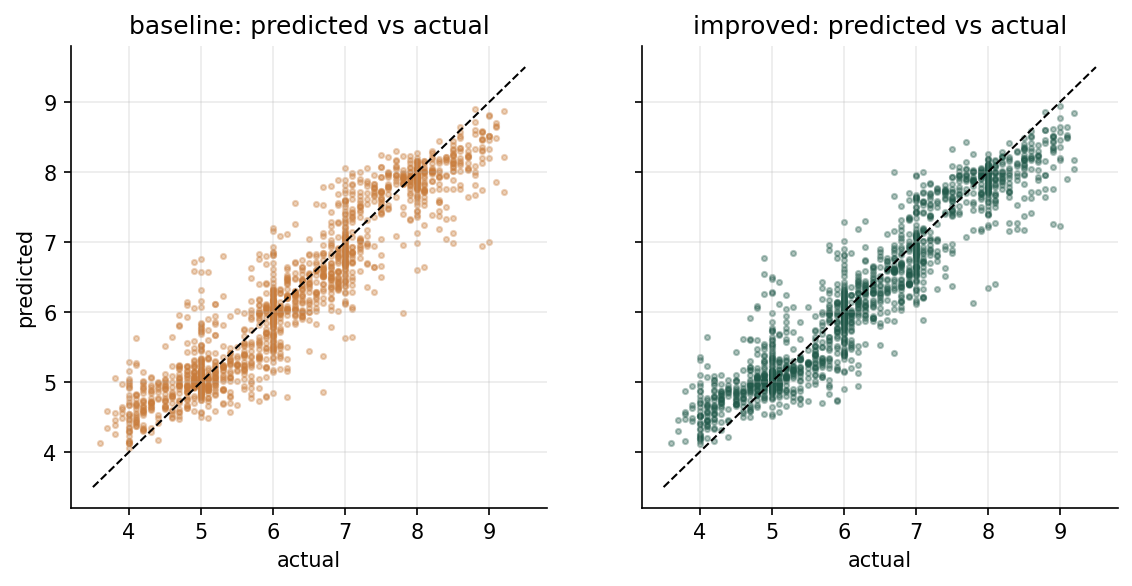 baseline: predicted vs actual
improved: predicted vs actual
predicted
9
8
7
6
5
4
4 5 6 7 8 9
4 5 6 7 8 9
actual
actual